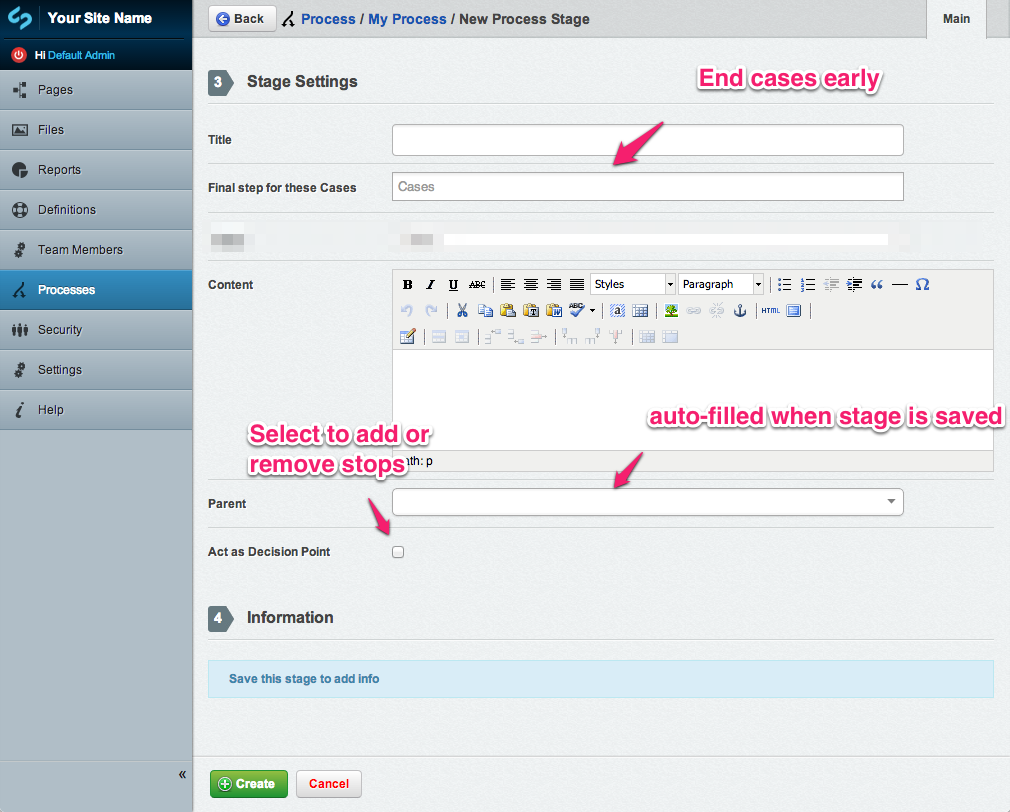 Your Site Name
Hi Default Admin
Pages
Files
Reports
Definitions
Team Members
Processes
Security
Settings
Help
«
Back
Process / My Process / New Process Stage
Main
3 Stage Settings
End cases early
Title
Final step for these Cases
Cases
Content
B I U ABC Styles Paragraph “ — Ω
ABC a HTML
auto-filled when stage is saved
Select to add or
remove stops
th: p
Parent
Act as Decision Point
4 Information
Save this stage to add info
Create
Cancel